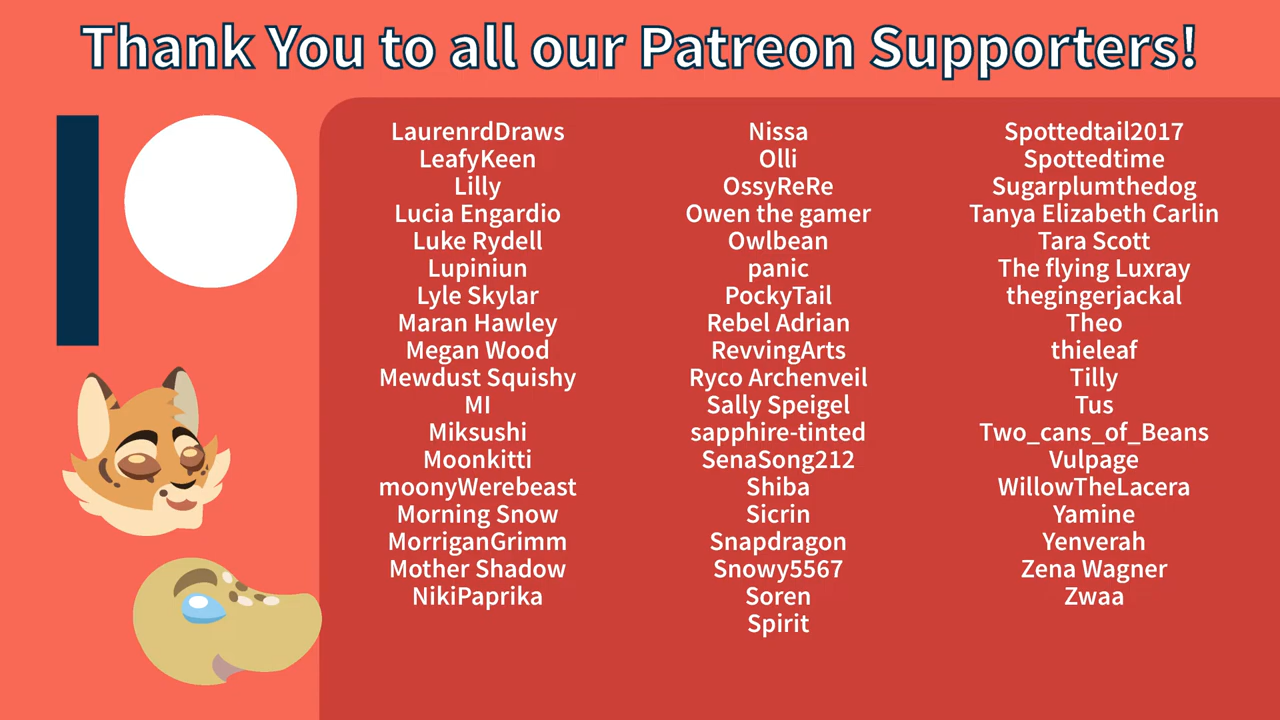 Thank You to all our Patreon Supporters!
LaurenrdDraws
LeafyKeen
Lilly
Lucia Engardio
Luke Rydell
Lupiniun
Lyle Skylar
Maran Hawley
Megan Wood
Mewdust Squishy
MI
Miksushi
Moonkitti
moonyWerebeast
Morning Snow
MorriganGrimm
Mother Shadow
NikiPaprika
Nissa
Olli
OssyReRe
Owen the gamer
Owlbean
panic
PockyTail
Rebel Adrian
RevvingArts
Ryco Archenveil
Sally Speigel
sapphire-tinted
SenaSong212
Shiba
Sicrin
Snapdragon
Snowy5567
Soren
Spirit
Spottedtail2017
Spottedtime
Sugarplumthedog
Tanya Elizabeth Carlin
Tara Scott
The flying Luxray
thegingerjackal
Theo
thieleaf
Tilly
Tus
Two_cans_of_Beans
Vulpage
WillowTheLacera
Yamine
Yenverah
Zena Wagner
Zwaa